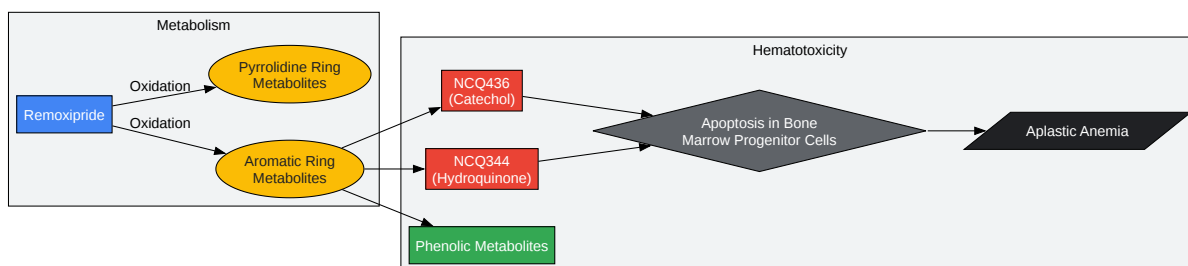 Metabolism
Hematotoxicity
Pyrrolidine Ring
Metabolites
Oxidation
Remoxipride
Oxidation
Aromatic Ring
Metabolites
NCQ436
(Catechol)
NCQ344
(Hydroquinone)
Phenolic Metabolites
Apoptosis in Bone
Marrow Progenitor Cells
Aplastic Anemia